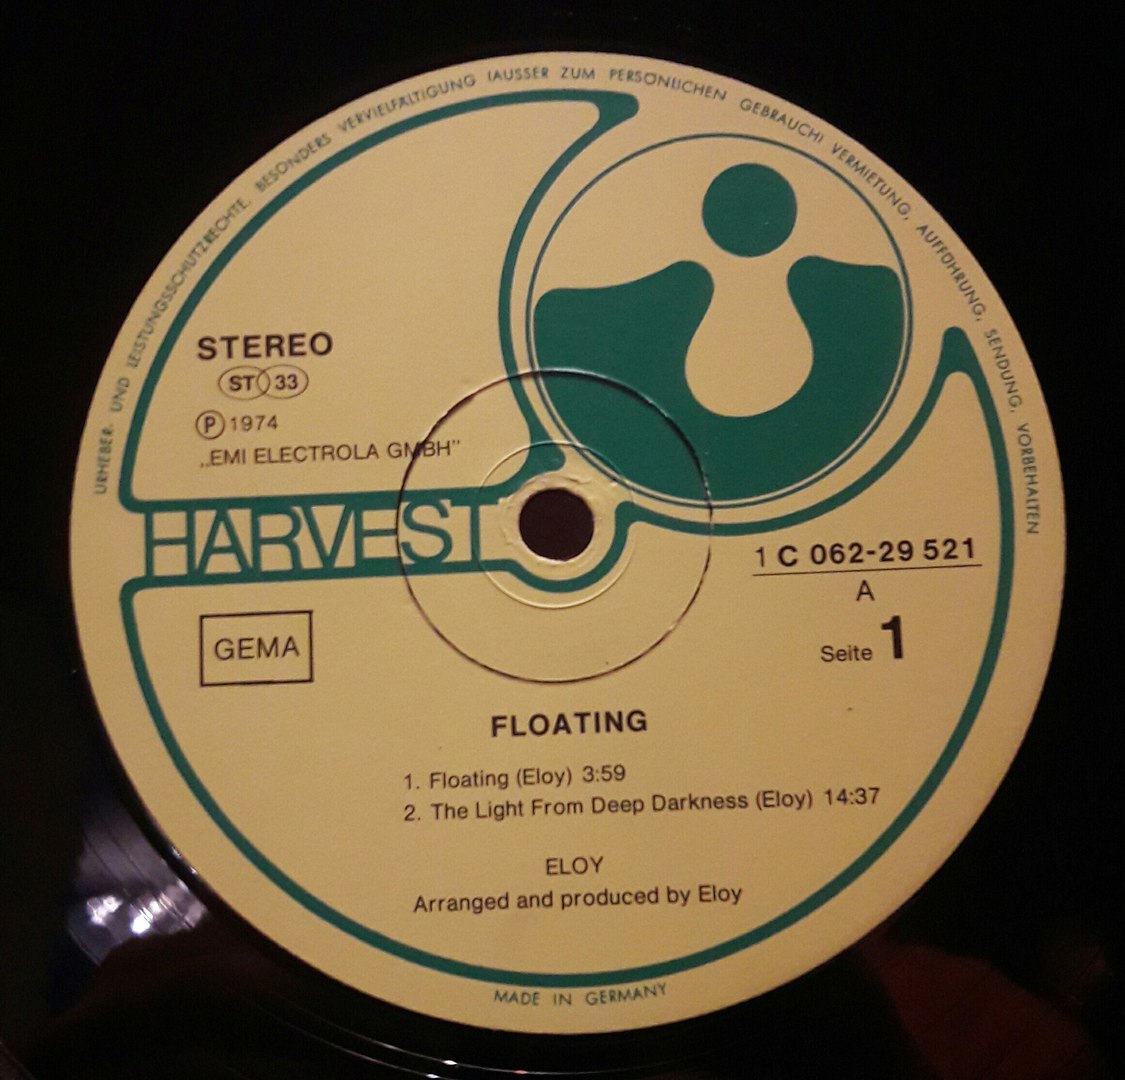 URHEBER- UND LEISTUNGSSCHUTZRECHTE, BESONDERS VERVIELFÄLTIGUNG (AUSSER ZUM PERSÖNLICHEN GEBRAUCH) VERMIETUNG, AUFFÜHRUNG, SENDUNG, VORBEHALTEN
STEREO
ST 33
Ⓟ 1974
„EMI ELECTROLA GMBH"
HARVEST
1 C 062-29 521
A
Seite 1
GEMA
FLOATING
1. Floating (Eloy) 3:59
2. The Light From Deep Darkness (Eloy) 14:37
ELOY
Arranged and produced by Eloy
MADE IN GERMANY